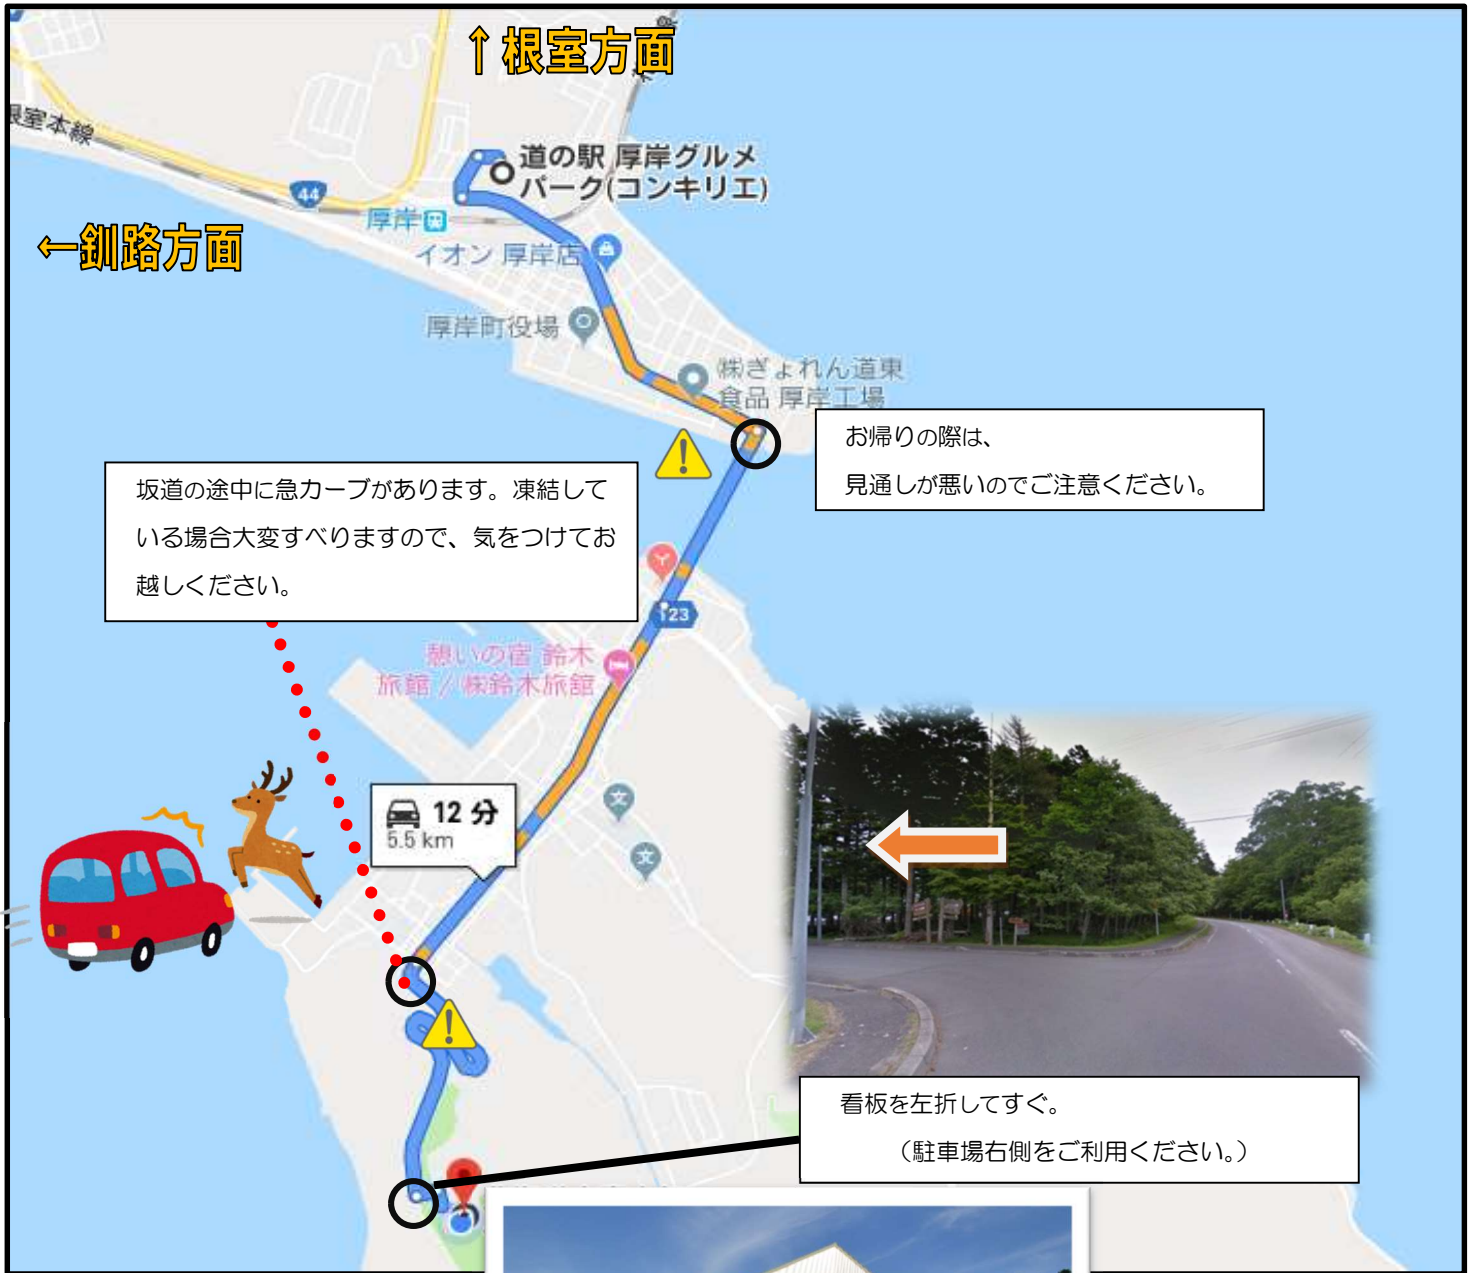 ↑根室方面
根室本線
道の駅 厚岸グルメ
パーク(コンキリエ)
44
厚岸
←釧路方面
イオン 厚岸店
厚岸町役場
㈱ぎょれん道東
食品 厚岸工場
お帰りの際は、
見通しが悪いのでご注意ください。
坂道の途中に急カーブがあります。凍結して
いる場合大変すべりますので、気をつけてお
越しください。
123
憩いの宿 鈴木
旅館／㈱鈴木旅館
12 分
5.5 km
文
文
看板を左折してすぐ。
（駐車場右側をご利用ください。）